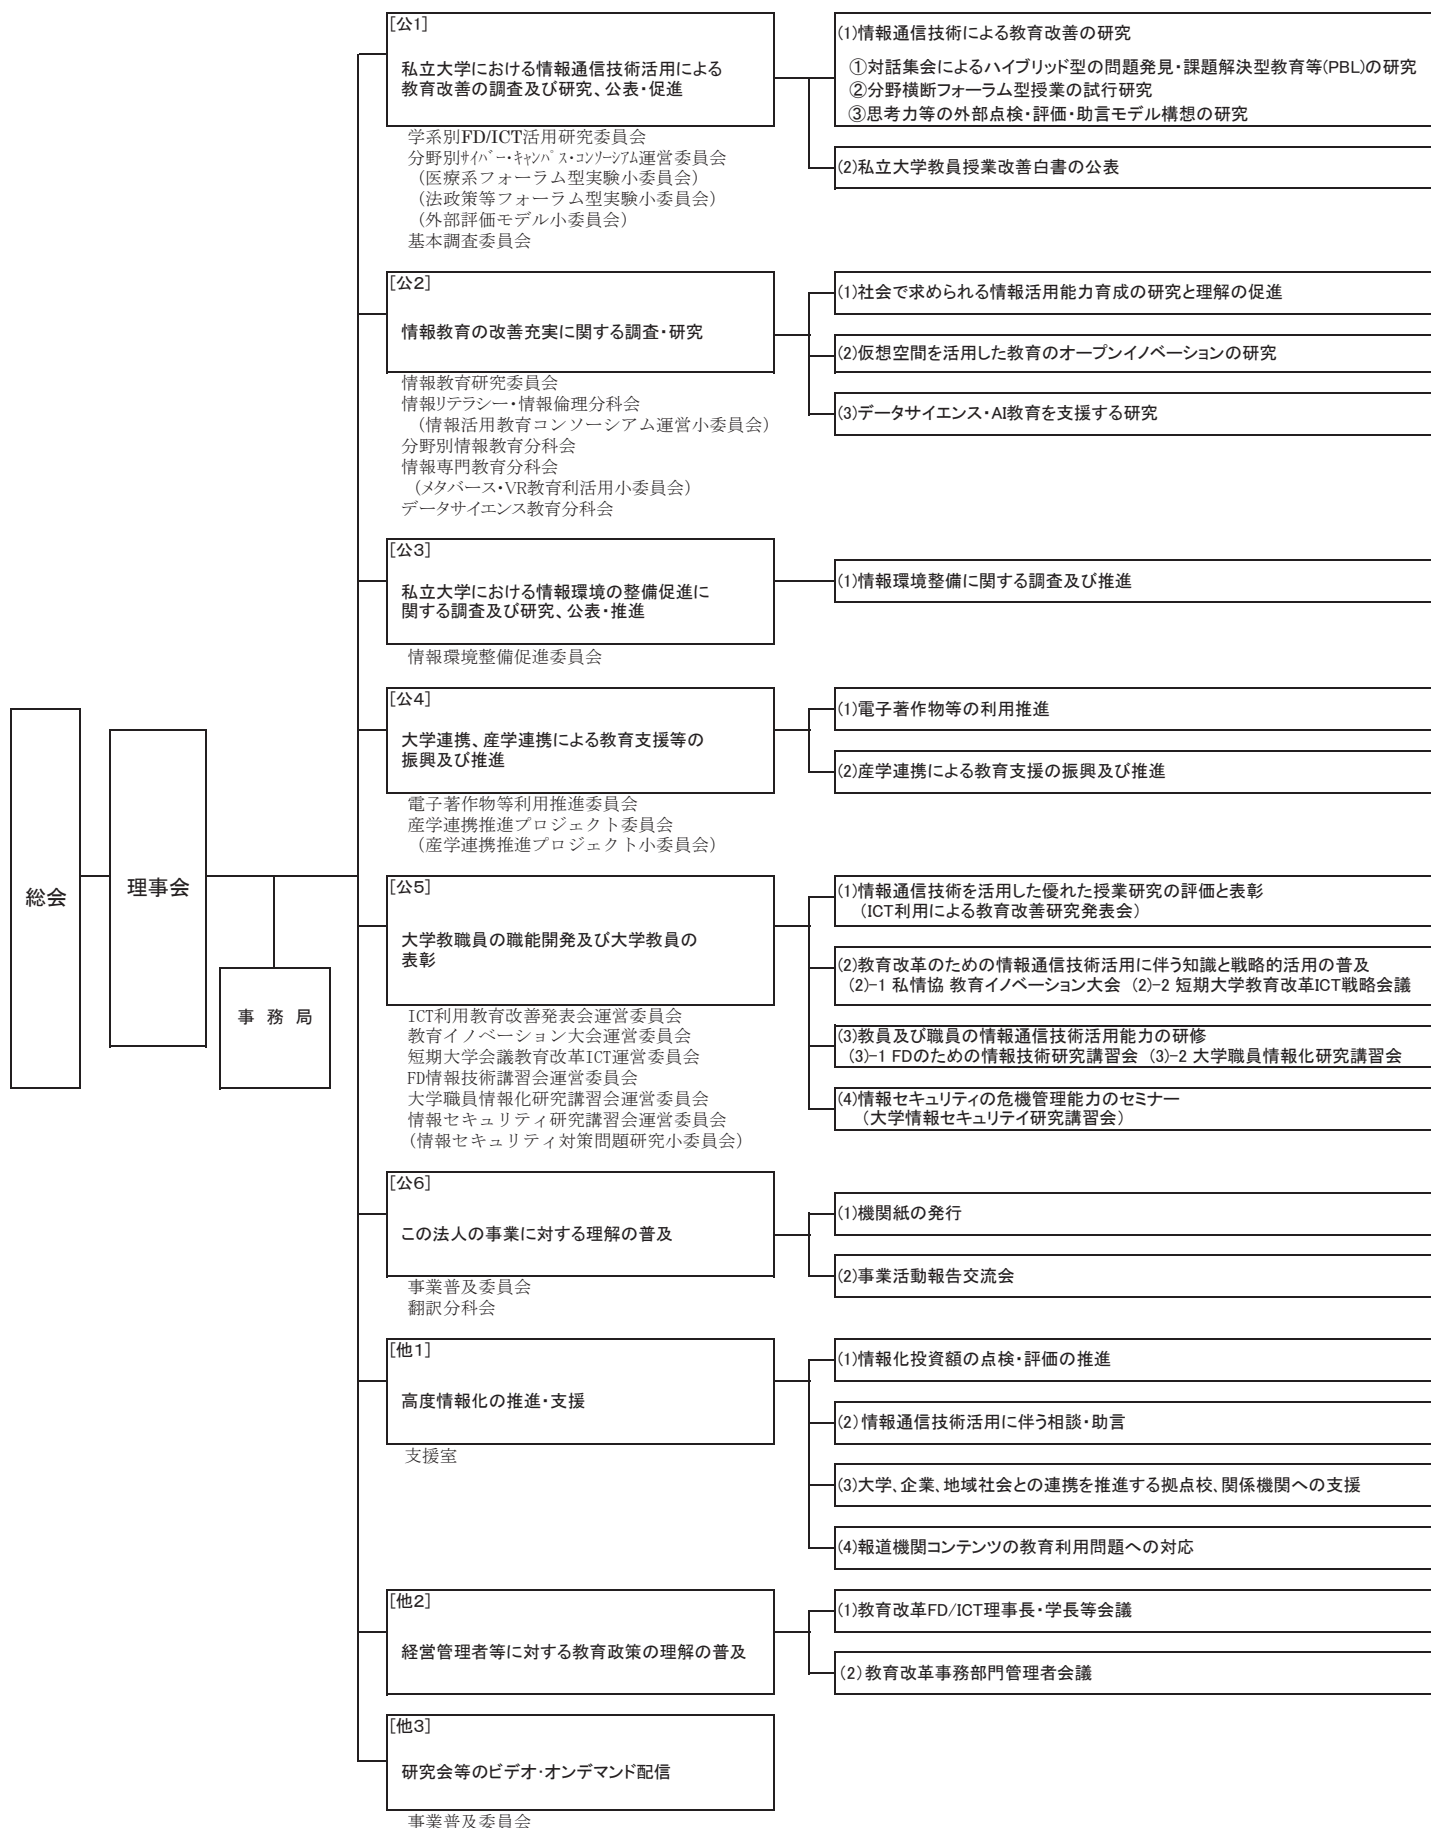 総会
理事会
事 務 局
[公1]
私立大学における情報通信技術活用による
教育改善の調査及び研究、公表・促進
学系別FD/ICT活用研究委員会
分野別ｻｲﾊﾞｰ・ｷｬﾝﾊﾟｽ・ｺﾝｿｰｼｱﾑ運営委員会
（医療系フォーラム型実験小委員会）
（法政策等フォーラム型実験小委員会）
（外部評価モデル小委員会）
基本調査委員会
(1)情報通信技術による教育改善の研究
①対話集会によるハイブリッド型の問題発見・課題解決型教育等(PBL)の研究
②分野横断フォーラム型授業の試行研究
③思考力等の外部点検・評価・助言モデル構想の研究
(2)私立大学教員授業改善白書の公表
[公2]
情報教育の改善充実に関する調査・研究
情報教育研究委員会
情報リテラシー・情報倫理分科会
（情報活用教育コンソーシアム運営小委員会）
分野別情報教育分科会
情報専門教育分科会
（メタバース・VR教育利活用小委員会）
データサイエンス教育分科会
(1)社会で求められる情報活用能力育成の研究と理解の促進
(2)仮想空間を活用した教育のオープンイノベーションの研究
(3)データサイエンス・AI教育を支援する研究
[公3]
私立大学における情報環境の整備促進に
関する調査及び研究、公表・推進
情報環境整備促進委員会
(1)情報環境整備に関する調査及び推進
[公4]
大学連携、産学連携による教育支援等の
振興及び推進
電子著作物等利用推進委員会
産学連携推進プロジェクト委員会
（産学連携推進プロジェクト小委員会）
(1)電子著作物等の利用推進
(2)産学連携による教育支援の振興及び推進
[公5]
大学教職員の職能開発及び大学教員の
表彰
ICT利用教育改善発表会運営委員会
教育イノベーション大会運営委員会
短期大学会議教育改革ICT運営委員会
FD情報技術講習会運営委員会
大学職員情報化研究講習会運営委員会
情報セキュリティ研究講習会運営委員会
（情報セキュリティ対策問題研究小委員会）
(1)情報通信技術を活用した優れた授業研究の評価と表彰
（ICT利用による教育改善研究発表会）
(2)教育改革のための情報通信技術活用に伴う知識と戦略的活用の普及
(2)-1 私情協 教育イノベーション大会 (2)-2 短期大学教育改革ICT戦略会議
(3)教員及び職員の情報通信技術活用能力の研修
(3)-1 FDのための情報技術研究講習会 (3)-2 大学職員情報化研究講習会
(4)情報セキュリティの危機管理能力のセミナー
（大学情報セキュリテイ研究講習会）
[公6]
この法人の事業に対する理解の普及
事業普及委員会
翻訳分科会
(1)機関紙の発行
(2)事業活動報告交流会
[他1]
高度情報化の推進・支援
支援室
(1)情報化投資額の点検・評価の推進
(2)情報通信技術活用に伴う相談・助言
(3)大学、企業、地域社会との連携を推進する拠点校、関係機関への支援
(4)報道機関コンテンツの教育利用問題への対応
[他2]
経営管理者等に対する教育政策の理解の普及
(1)教育改革FD/ICT理事長・学長等会議
(2)教育改革事務部門管理者会議
[他3]
研究会等のビデオ・オンデマンド配信
事業普及委員会